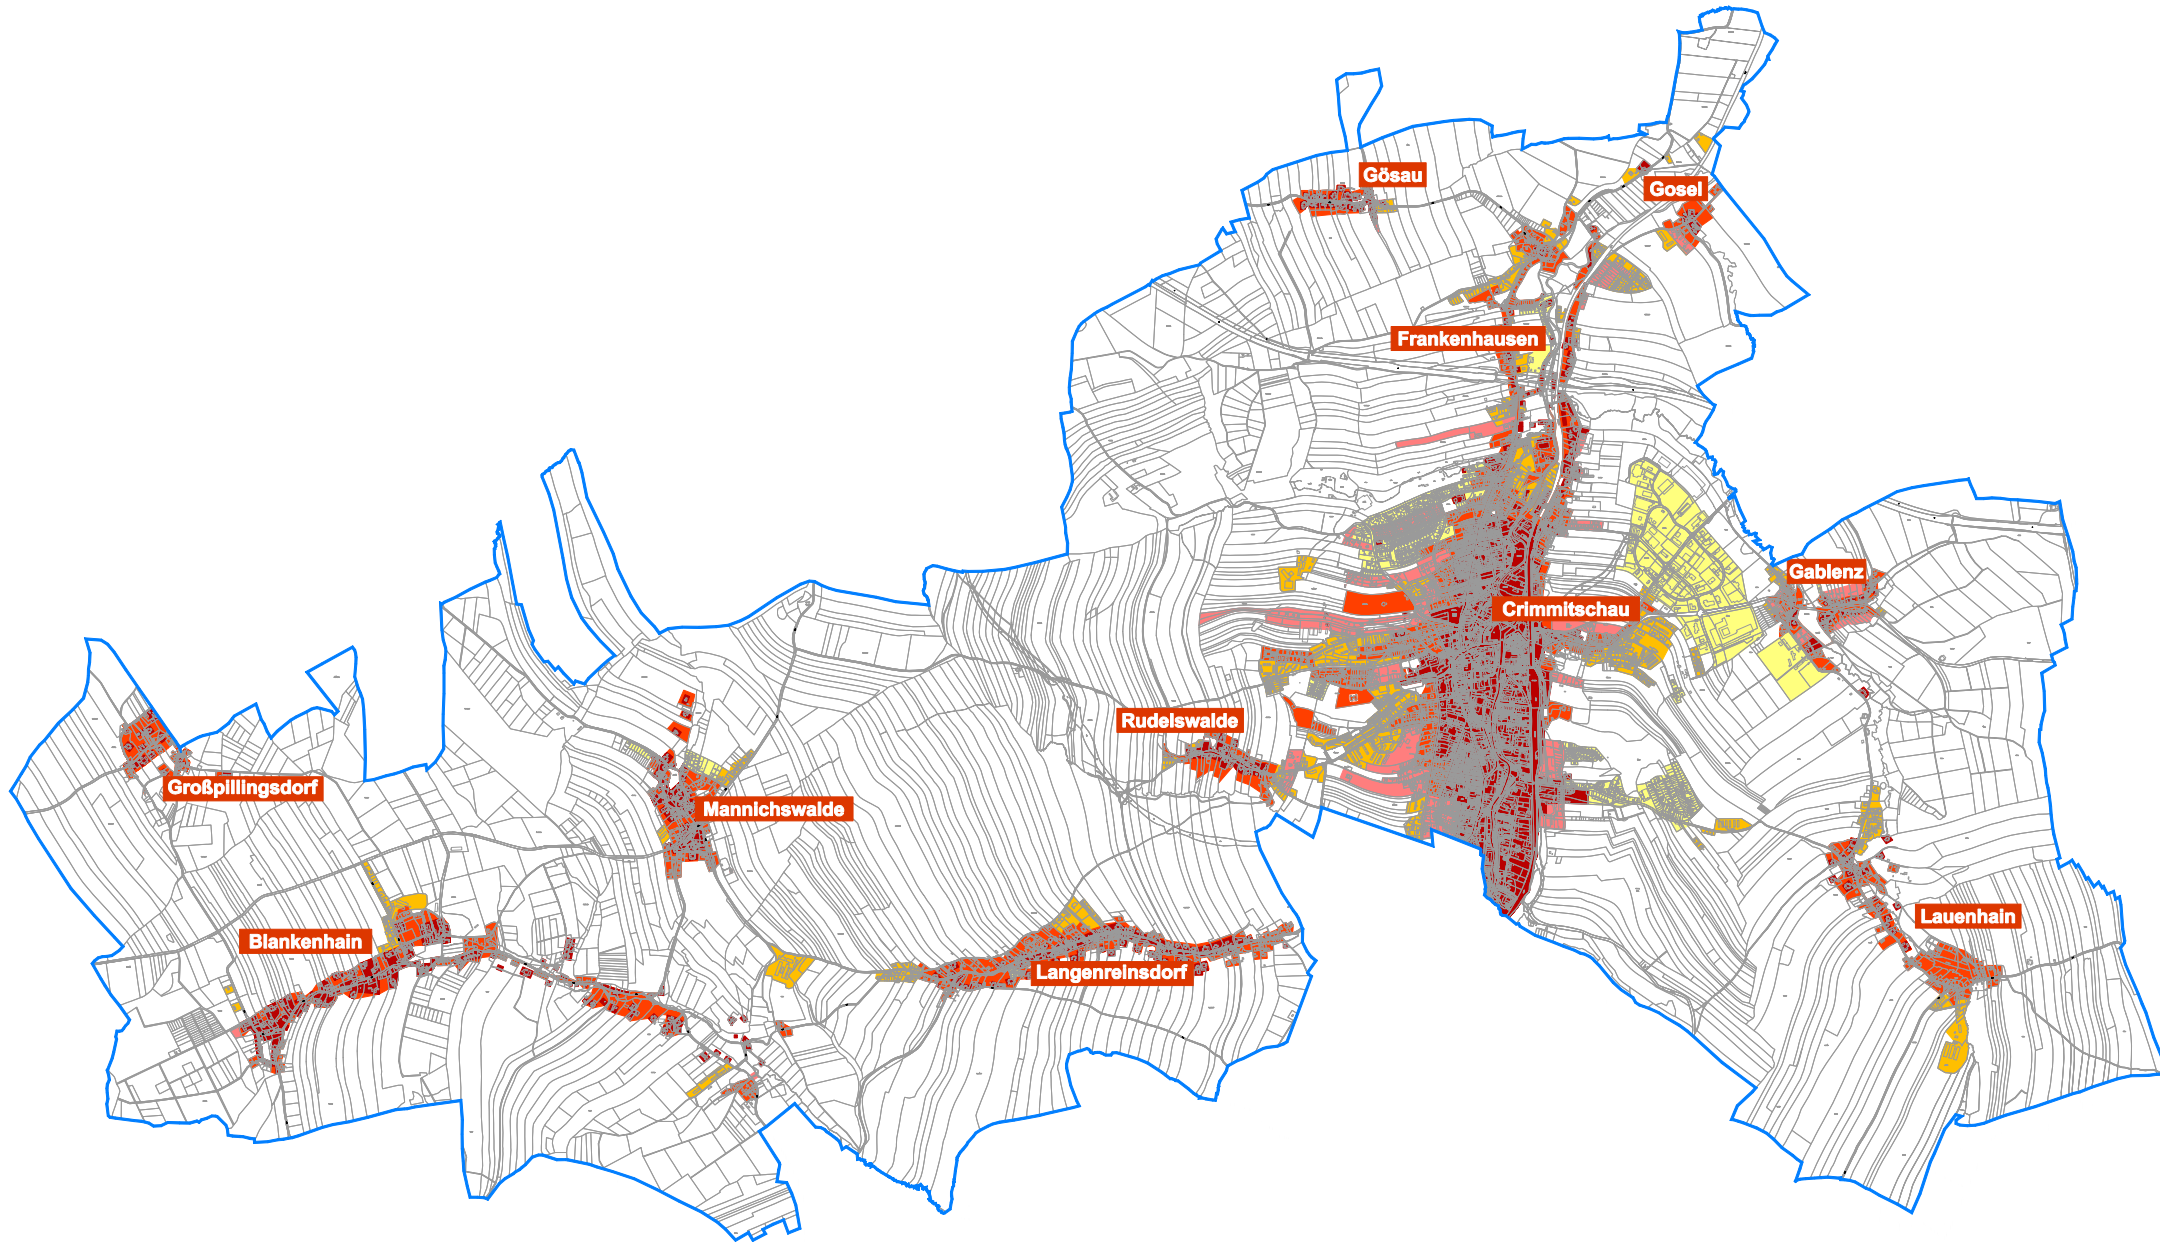 Gösau
Gosel
Frankenhausen
Gablenz
Crimmitschau
Rudelswalde
Großpillingsdorf
Mannichswalde
Blankenhain
Lauenhain
Langenreinsdorf